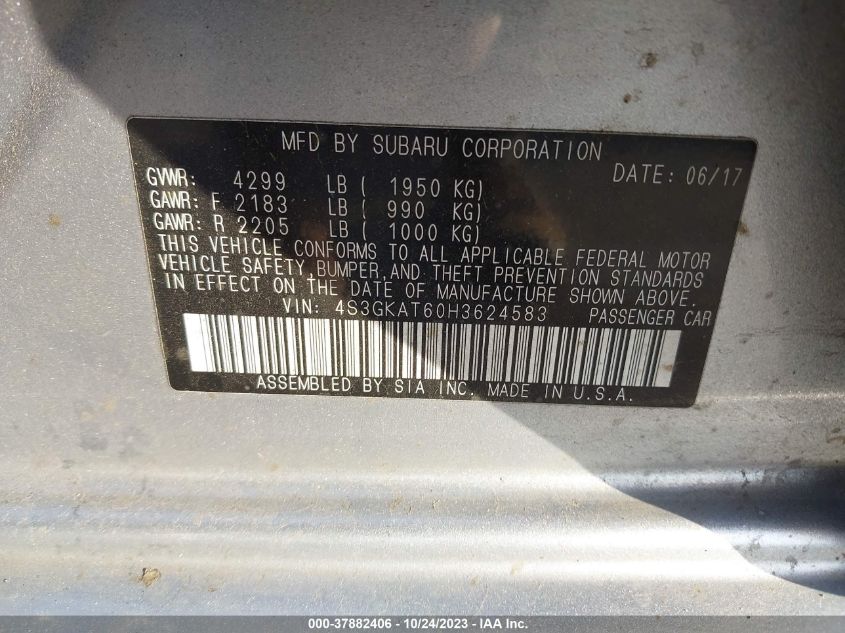 MFD BY SUBARU CORPORATION
DATE: 06/17
GVWR: 4299 LB ( 1950 KG)
GAWR: F 2183 LB ( 990 KG)
GAWR: R 2205 LB ( 1000 KG)
THIS VEHICLE CONFORMS TO ALL APPLICABLE FEDERAL MOTOR
VEHICLE SAFETY,BUMPER,AND THEFT PREVENTION STANDARDS
IN EFFECT ON THE DATE OF MANUFACTURE SHOWN ABOVE.
VIN: 4S3GKAT60H3624583 PASSENGER CAR
ASSEMBLED BY SIA INC. MADE IN U.S.A.
000-37882406 - 10/24/2023 - IAA Inc.